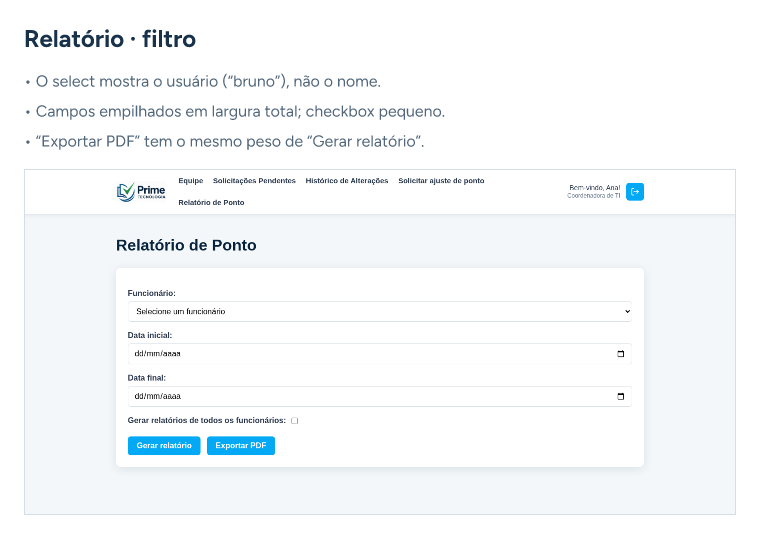 Relatório · filtro
• O select mostra o usuário (“bruno”), não o nome.
• Campos empilhados em largura total; checkbox pequeno.
• “Exportar PDF” tem o mesmo peso de “Gerar relatório”.
Prime
TECNOLOGIA
Equipe Solicitações Pendentes Histórico de Alterações Solicitar ajuste de ponto
Relatório de Ponto
Bem-vindo, Ana!
Coordenadora de TI
Relatório de Ponto
Funcionário:
Selecione um funcionário
Data inicial:
dd/mm/aaaa
Data final:
dd/mm/aaaa
Gerar relatórios de todos os funcionários:
Gerar relatório Exportar PDF